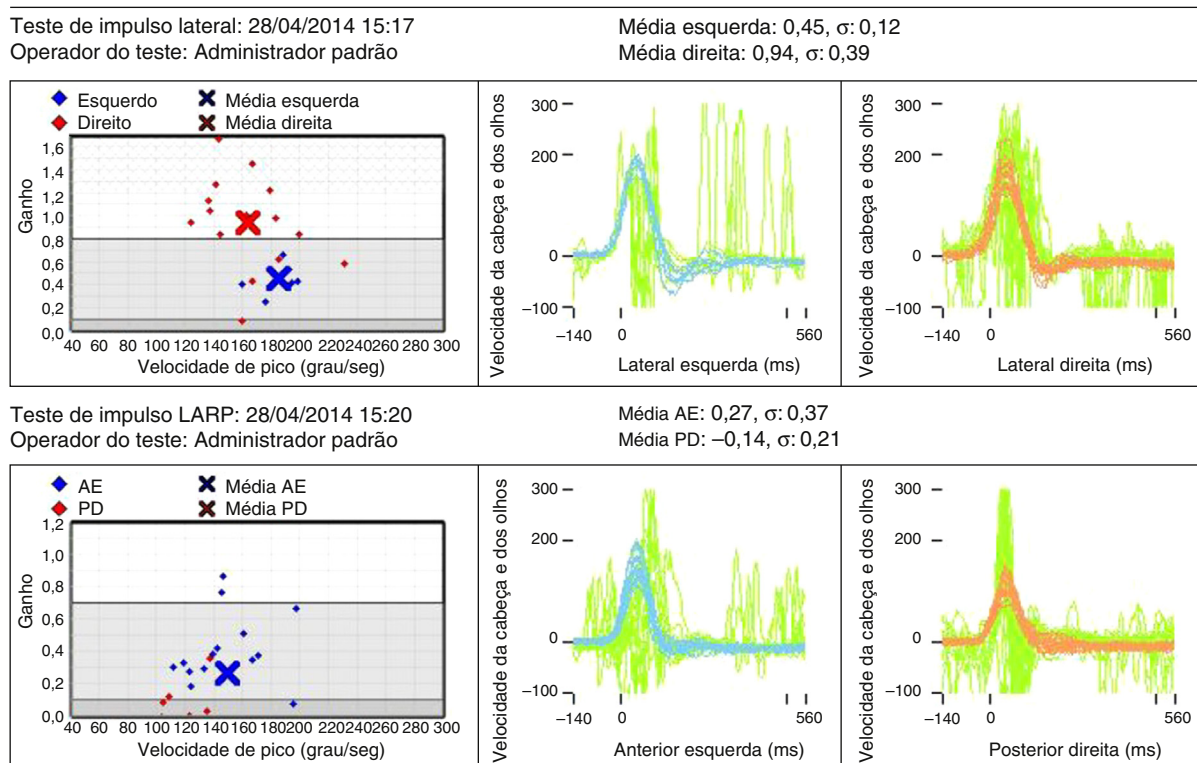 Teste de impulso lateral: 28/04/2014 15:17
Operador do teste: Administrador padrão
Média esquerda: 0,45, σ: 0,12
Média direita: 0,94, σ: 0,39
Esquerdo
Média esquerda
Direito
Média direita
Ganho
1,6
1,4
1,2
1,0
0,8
0,6
0,4
0,2
0,0
40 60 80 100 120 140 160 180200 220 240 260 280 300
Velocidade de pico (grau/seg)
Velocidade da cabeça e dos olhos
300
200
0
−100
−140 0 560
Lateral esquerda (ms)
Velocidade da cabeça e dos olhos
300
200
0
−100
−140 0 560
Lateral direita (ms)
Teste de impulso LARP: 28/04/2014 15:20
Operador do teste: Administrador padrão
Média AE: 0,27, σ: 0,37
Média PD: −0,14, σ: 0,21
AE
Média AE
PD
Média PD
Ganho
1,2
1,0
0,8
0,6
0,4
0,2
0,0
40 60 80 100 120 140 160 180200 220 240 260 280 300
Velocidade de pico (grau/seg)
Velocidade da cabeça e dos olhos
300
200
0
−100
−140 0 560
Anterior esquerda (ms)
Velocidade da cabeça e dos olhos
300
200
0
−100
−140 0 560
Posterior direita (ms)